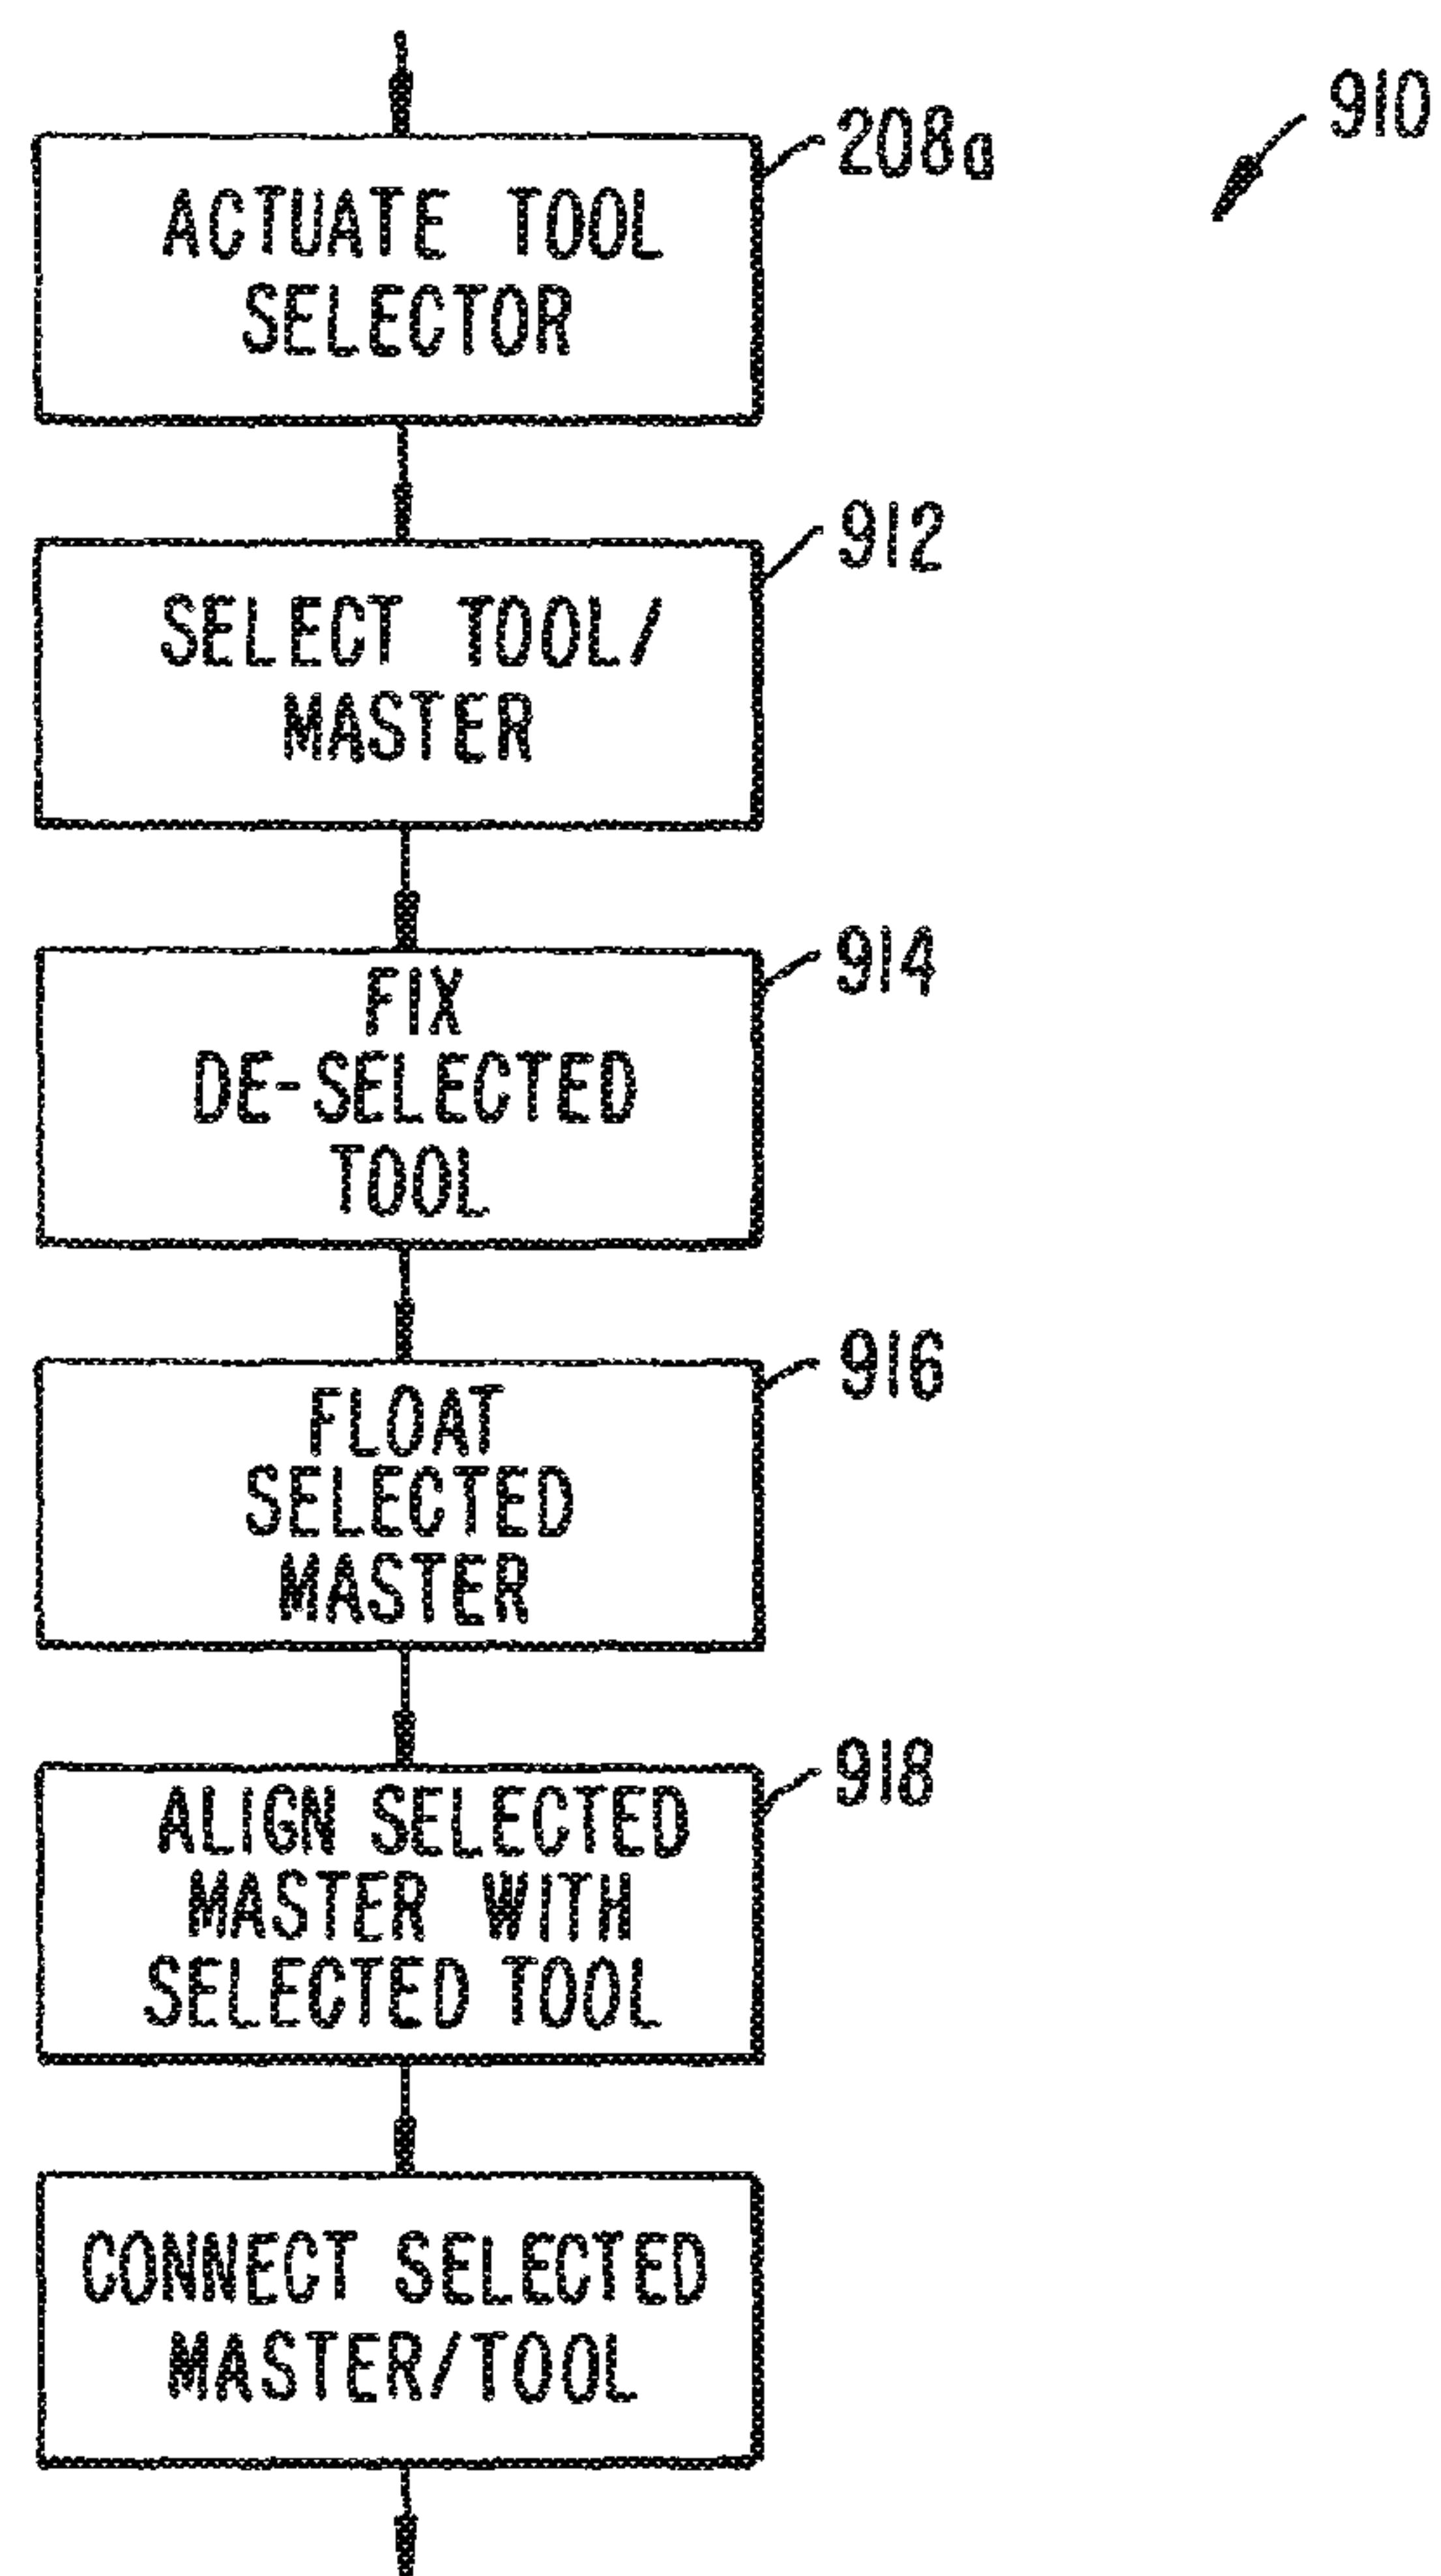 910
208a
ACTUATE TOOL
SELECTOR
912
SELECT TOOL/
MASTER
914
FIX
DE-SELECTED
TOOL
916
FLOAT
SELECTED
MASTER
918
ALIGN SELECTED
MASTER WITH
SELECTED TOOL
CONNECT SELECTED
MASTER/TOOL